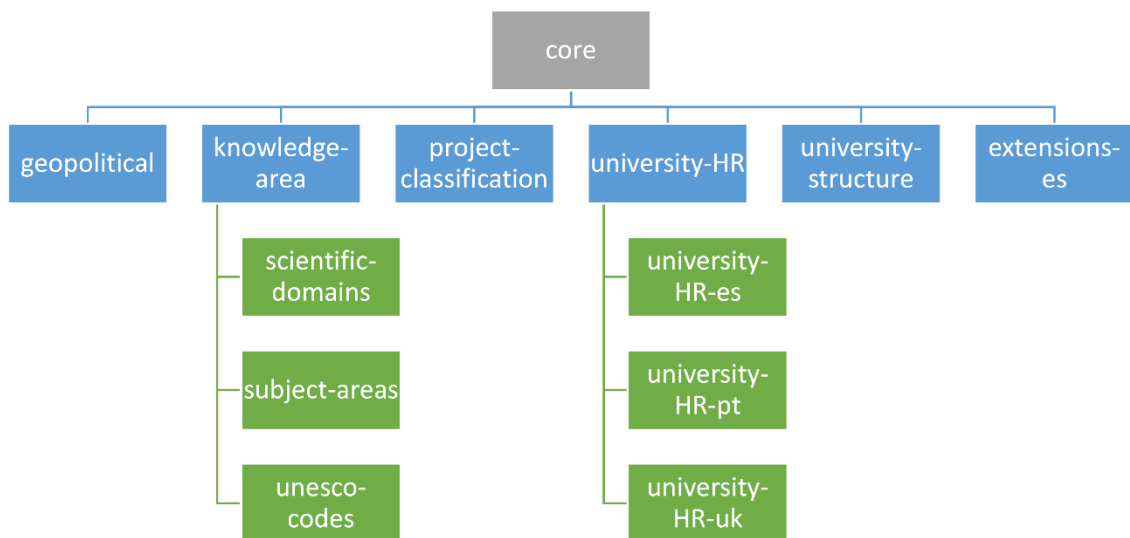 core
geopolitical
knowledge-
area
project-
classification
university-HR
university-
structure
extensions-
es
scientific-
domains
subject-areas
unesco-
codes
university-
HR-es
university-
HR-pt
university-
HR-uk